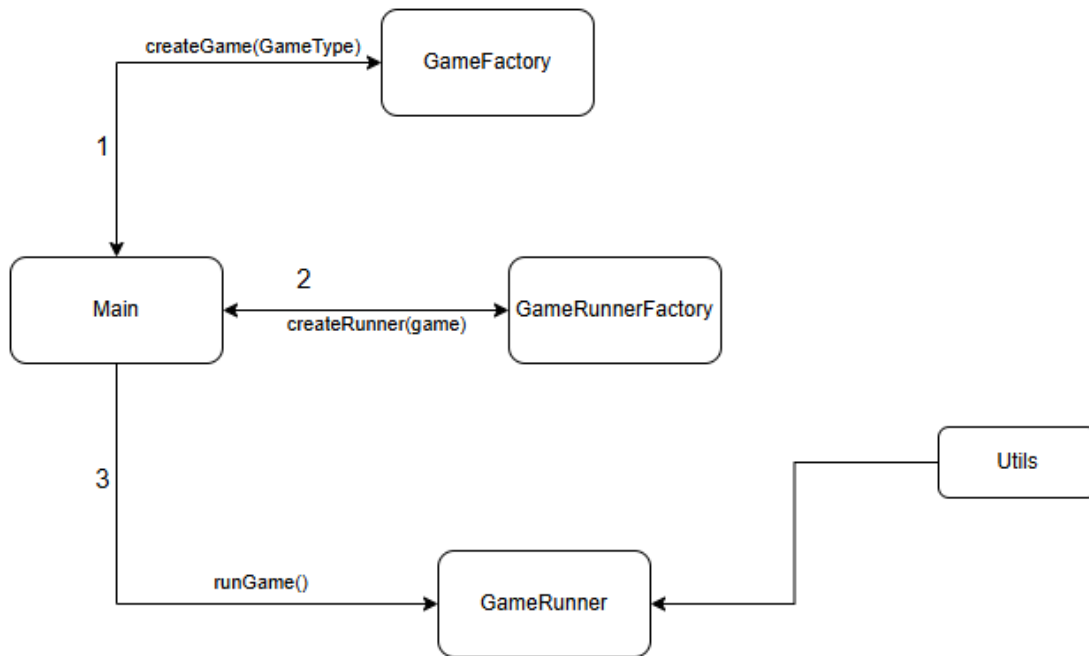 createGame(GameType)
GameFactory
1
Main
2
createRunner(game)
GameRunnerFactory
3
Utils
runGame()
GameRunner